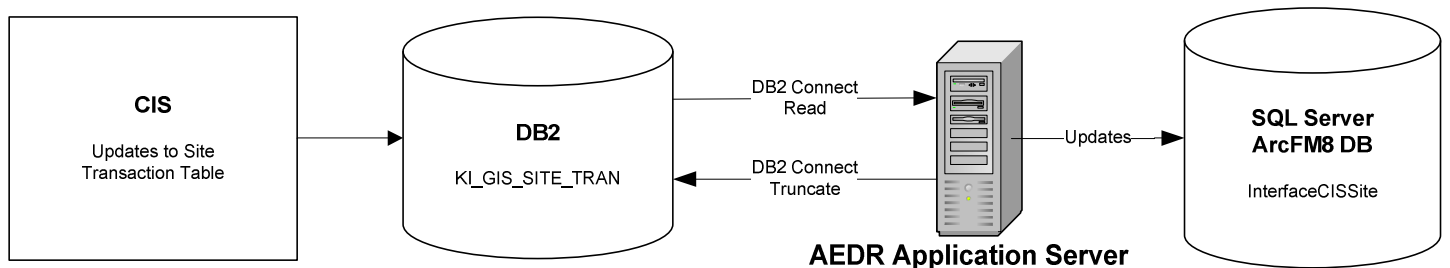 CIS
Updates to Site
Transaction Table
DB2
KI_GIS_SITE_TRAN
DB2 Connect
Read
DB2 Connect
Truncate
AEDR Application Server
Updates
SQL Server
ArcFM8 DB
InterfaceCISSite